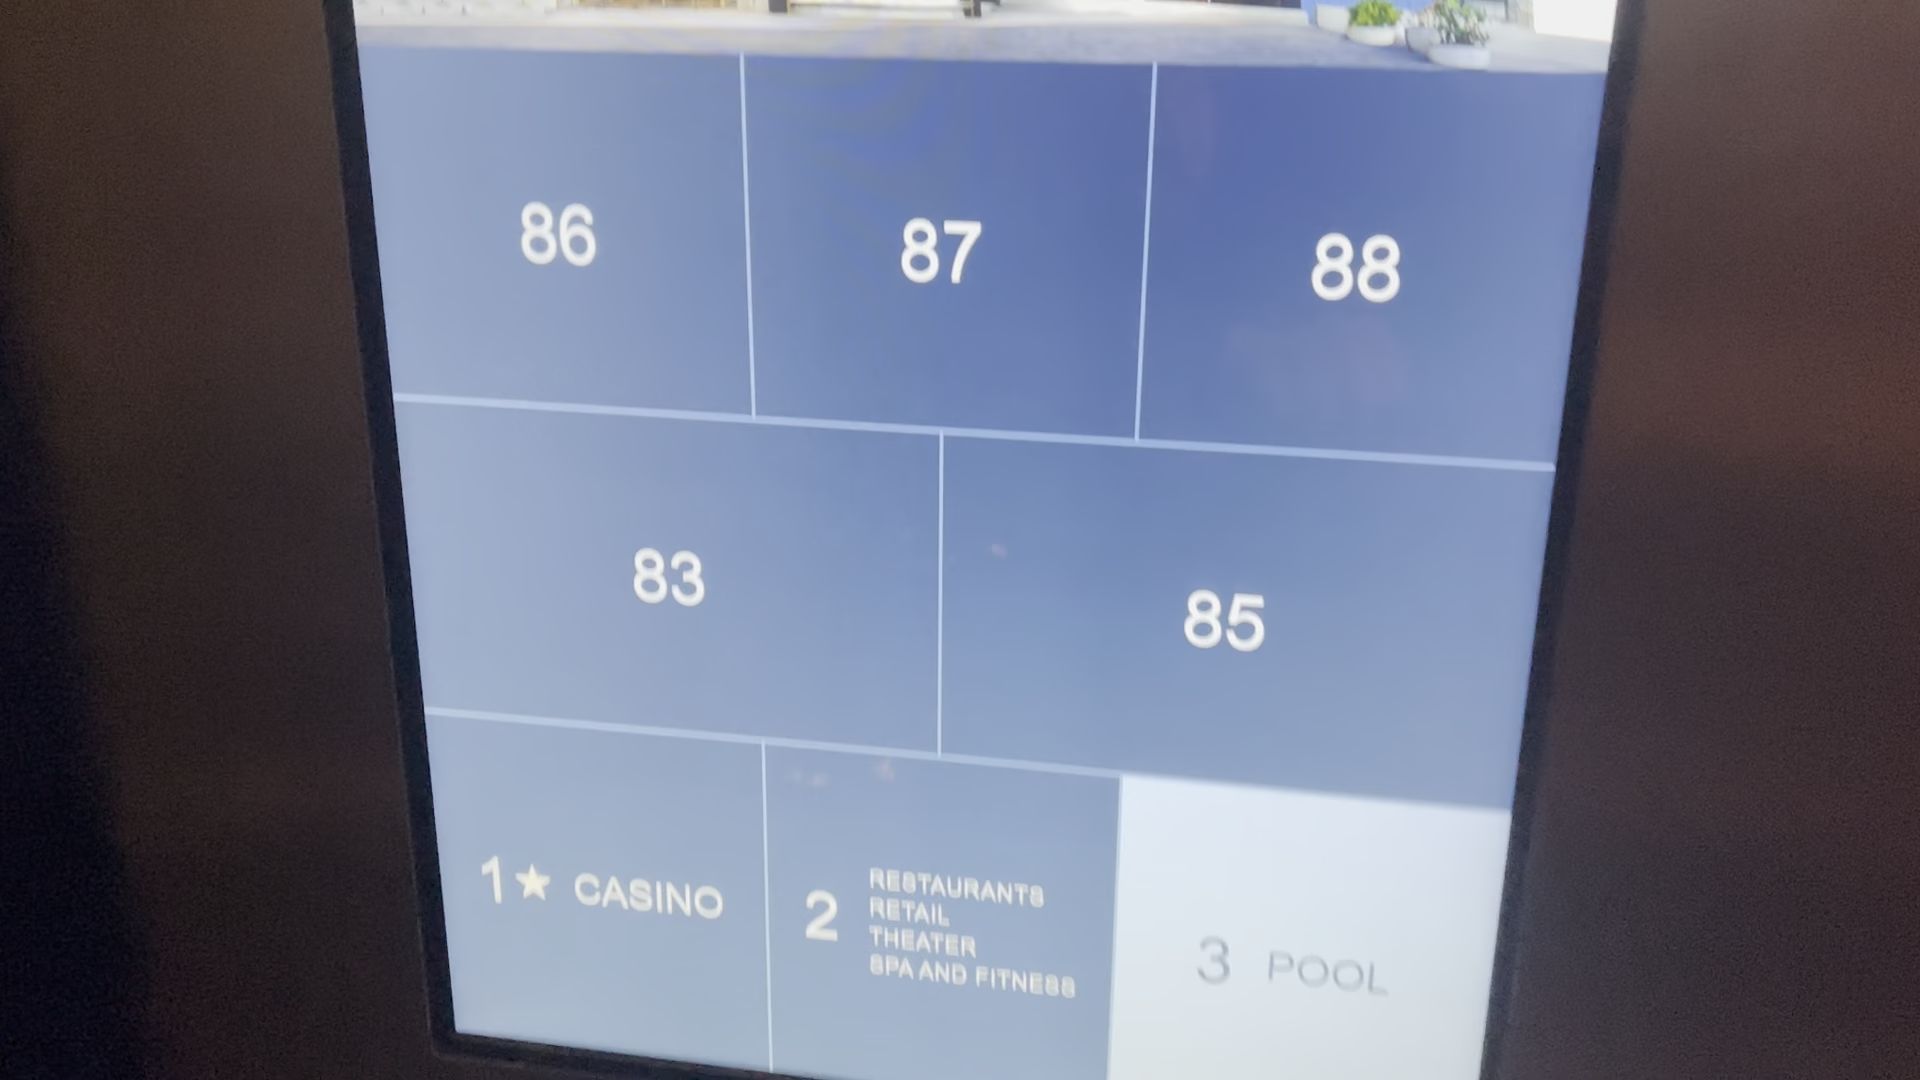 86 87 88
83 85
1★ CASINO
2
RESTAURANTS
RETAIL
THEATER
SPA AND FITNESS
3 POOL